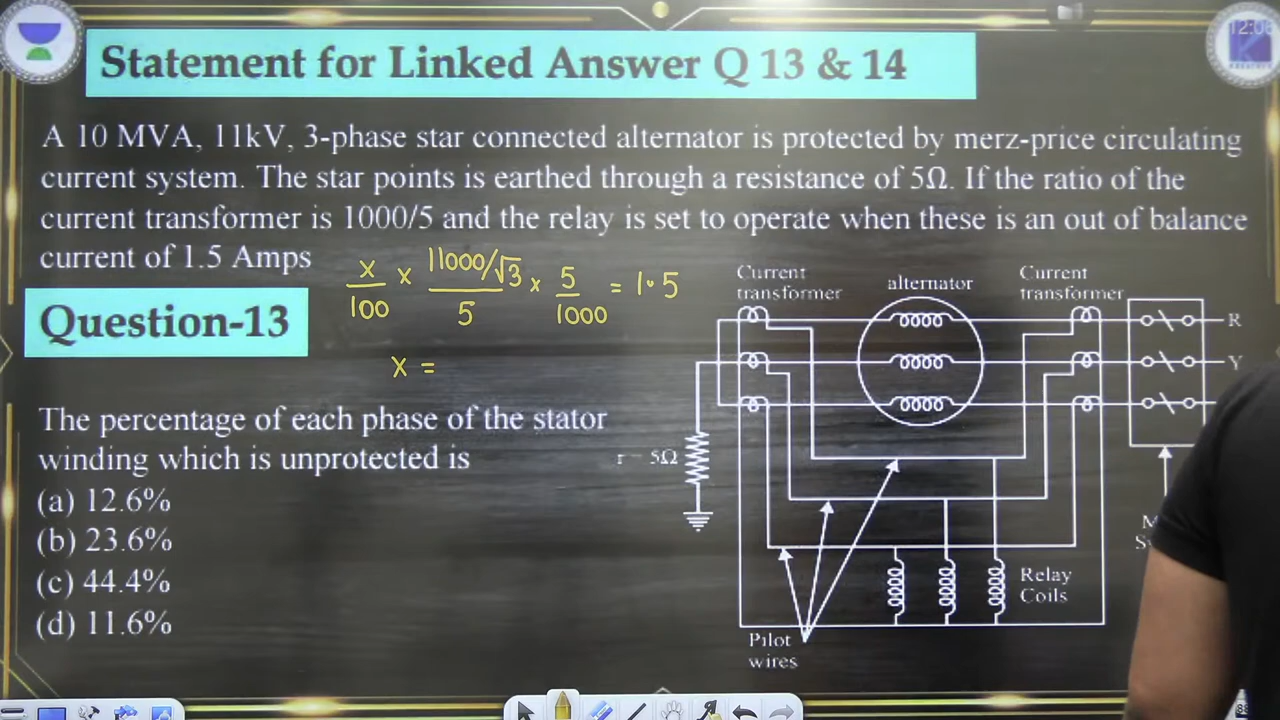 Statement for Linked Answer Q 13 & 14
12:06
A 10 MVA, 11kV, 3-phase star connected alternator is protected by merz-price circulating
current system. The star points is earthed through a resistance of 5Ω. If the ratio of the
current transformer is 1000/5 and the relay is set to operate when these is an out of balance
current of 1.5 Amps
x/100 × (11000/√3)/5 × 5/1000 = 1.5
x =
Question-13
The percentage of each phase of the stator
winding which is unprotected is
(a) 12.6%
(b) 23.6%
(c) 44.4%
(d) 11.6%
Current
transformer
alternator
Current
transformer
R
Y
r = 5Ω
Relay
Coils
Pilot
wires